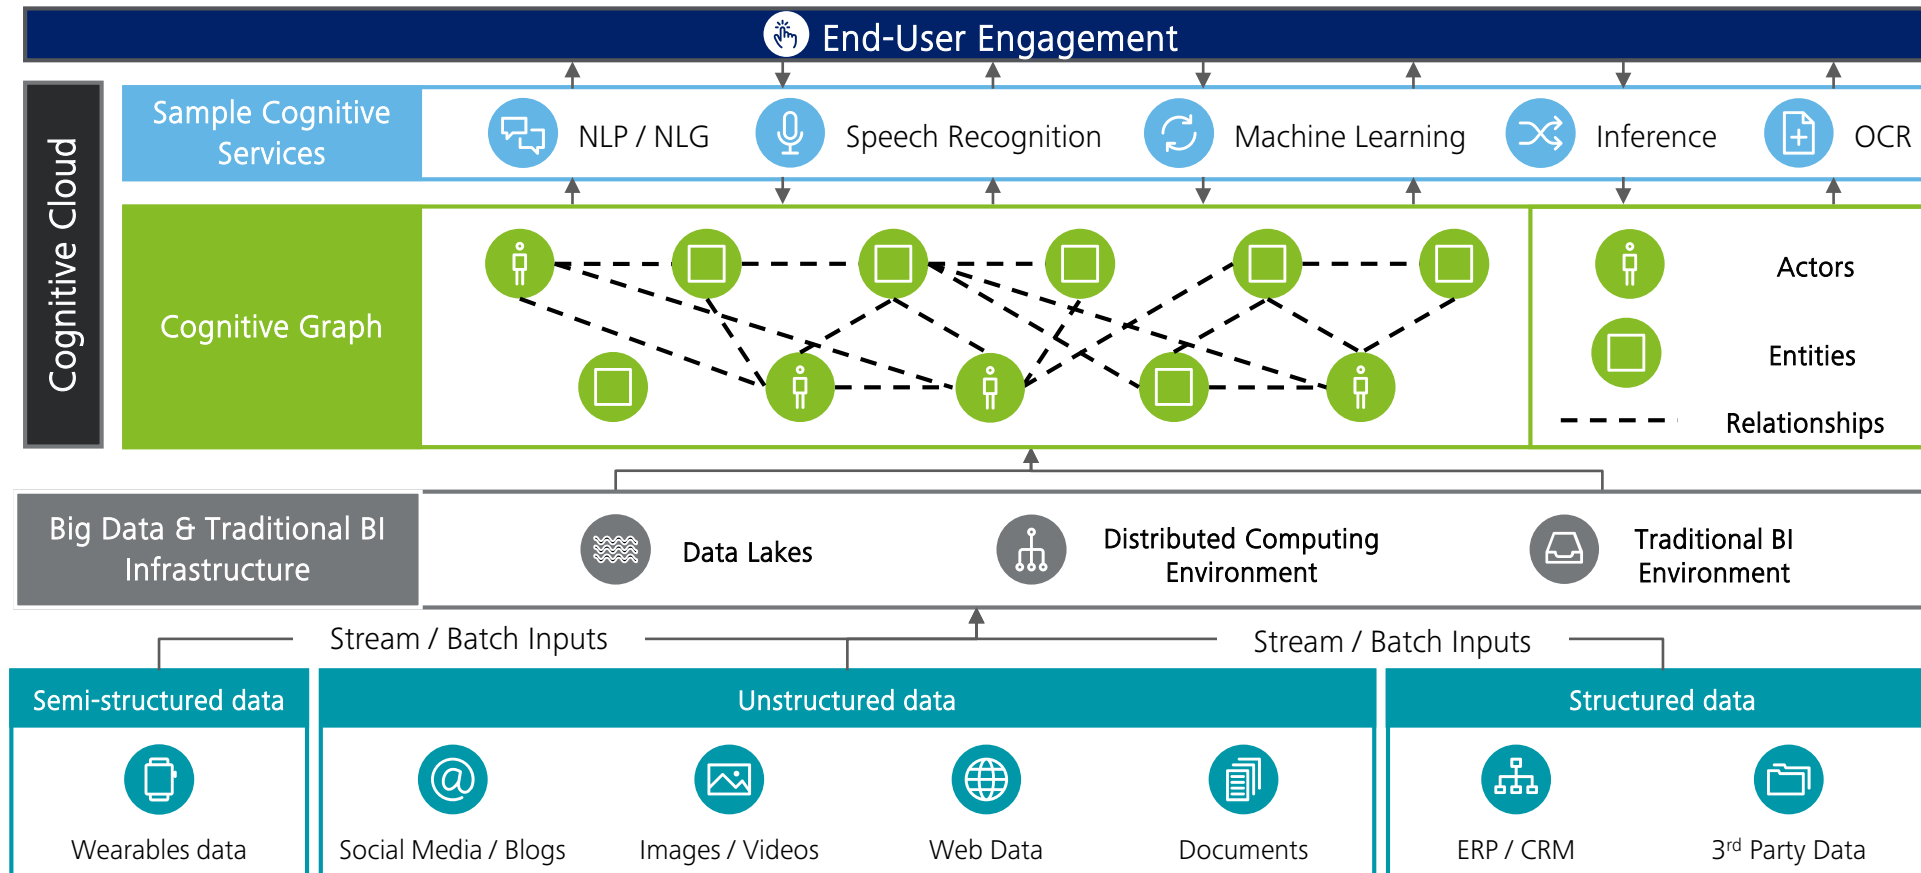 End-User Engagement
Cognitive Cloud
Sample Cognitive
Services
NLP / NLG
Speech Recognition
Machine Learning
Inference
OCR
Cognitive Graph
Actors
Entities
Relationships
Big Data & Traditional BI
Infrastructure
Data Lakes
Distributed Computing
Environment
Traditional BI
Environment
Stream / Batch Inputs
Stream / Batch Inputs
Semi-structured data
Unstructured data
Structured data
@
Wearables data
Social Media / Blogs
Images / Videos
Web Data
Documents
ERP / CRM
3rd Party Data